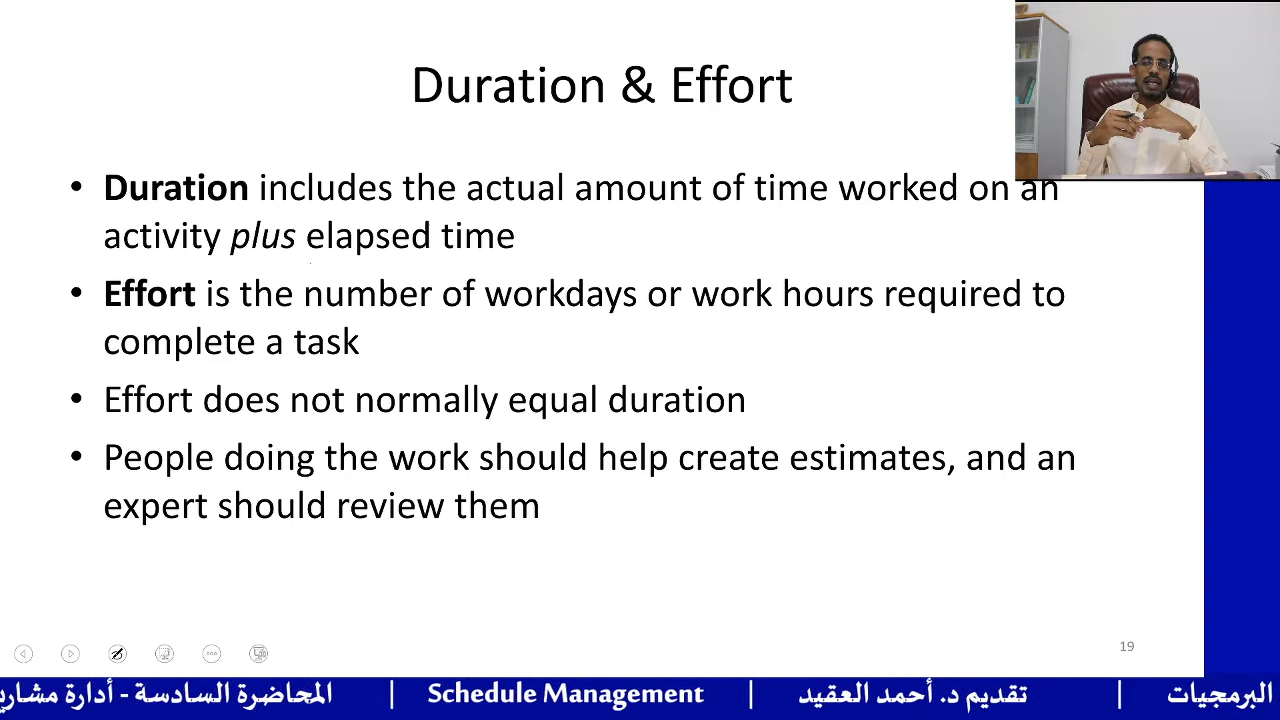 Duration & Effort
• Duration includes the actual amount of time worked on an
activity plus elapsed time
• Effort is the number of workdays or work hours required to
complete a task
• Effort does not normally equal duration
• People doing the work should help create estimates, and an
expert should review them
19
البرمجيات | تقديم د. أحمد العقيد | Schedule Management | المحاضرة السادسة - أدارة مشاريع